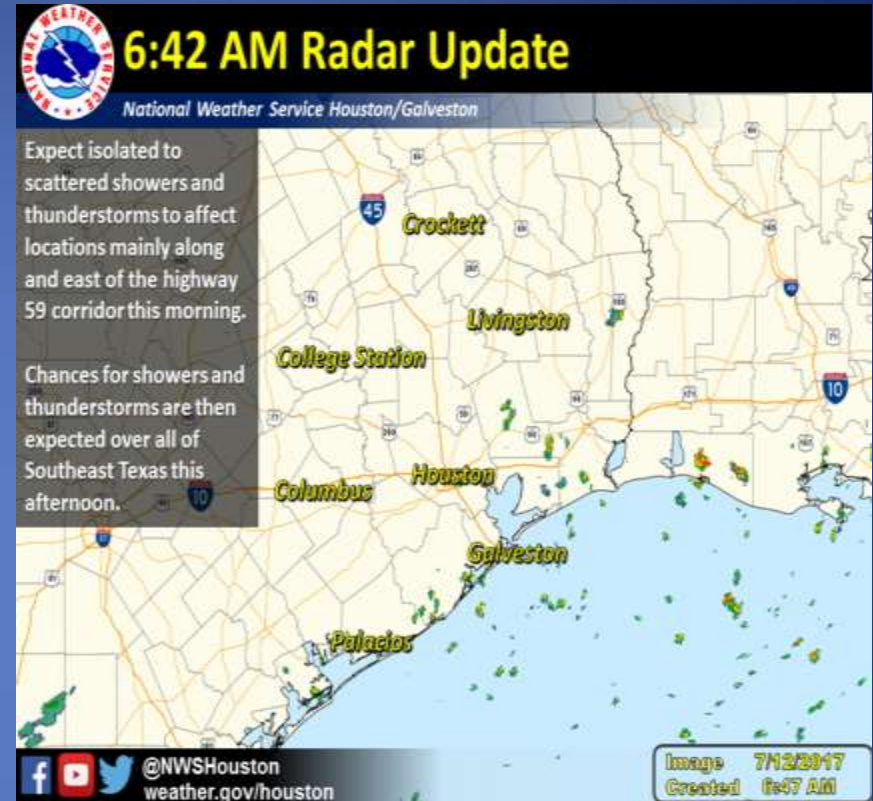 NATIONAL WEATHER SERVICE
6:42 AM Radar Update
National Weather Service Houston/Galveston
Expect isolated to
scattered showers and
thunderstorms to affect
locations mainly along
and east of the highway
59 corridor this morning.
Chances for showers and
thunderstorms are then
expected over all of
Southeast Texas this
afternoon.
45
Crockett
Livingston
College Station
10
Houston
Columbus
10
Galveston
Palacios
@NWSHouston
weather.gov/houston
Image 7/12/2017
Created 6:47 AM